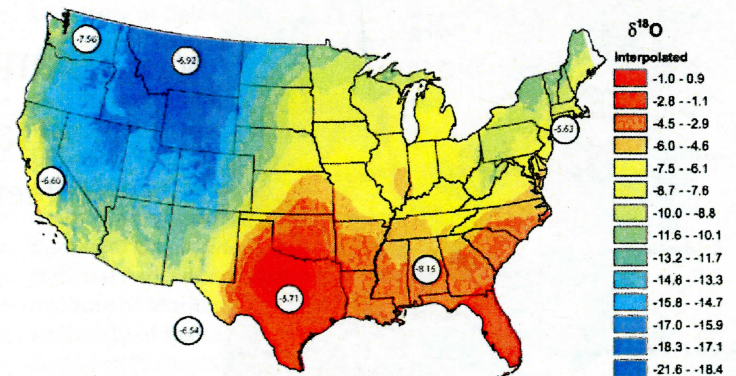 δ¹⁸O
interpolated
-1.0 - 0.9
-2.8 - -1.1
-4.5 - -2.9
-6.0 - -4.6
-7.5 - -6.1
-8.7 - -7.6
-10.0 - -8.8
-11.6 - -10.1
-13.2 - -11.7
-14.6 - -13.3
-15.8 - -14.7
-17.0 - -15.9
-18.3 - -17.1
-21.6 - -18.4
-7.56
-6.92
-5.63
-6.60
-8.15
-5.71
-6.54